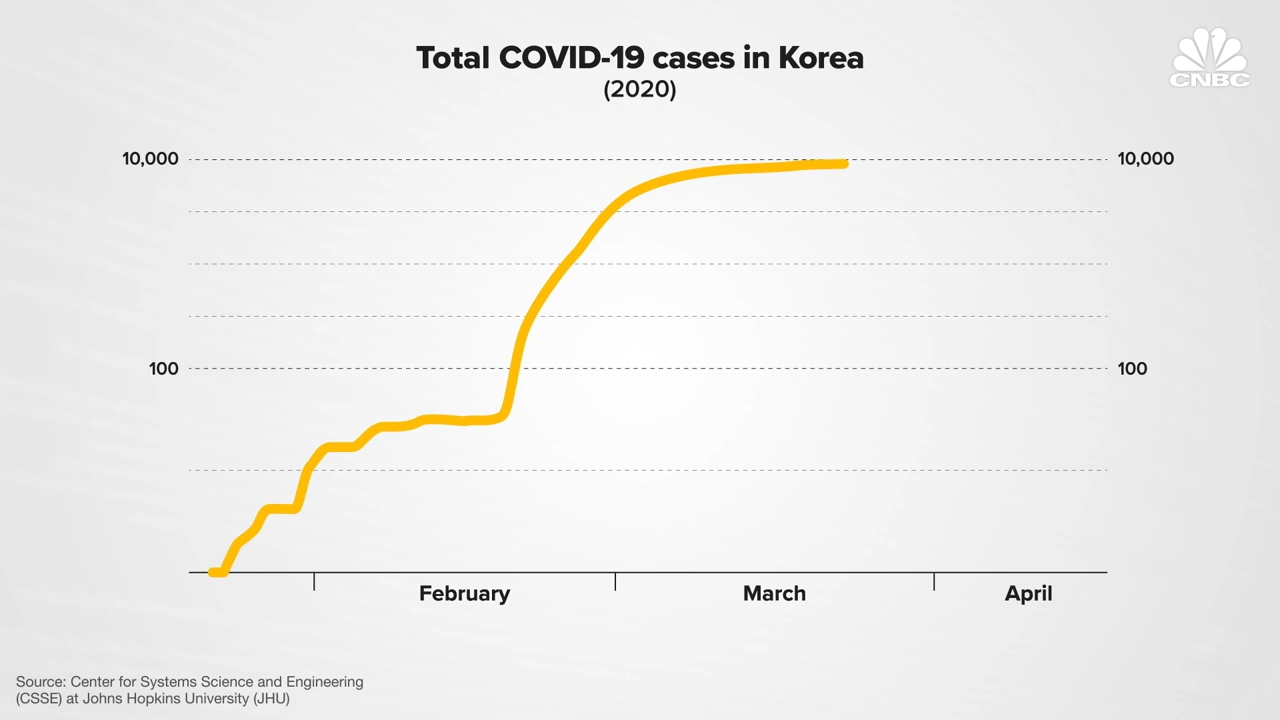 Total COVID-19 cases in Korea
(2020)
CNBC
10,000
10,000
100
100
February
March
April
Source: Center for Systems Science and Engineering
(CSSE) at Johns Hopkins University (JHU)